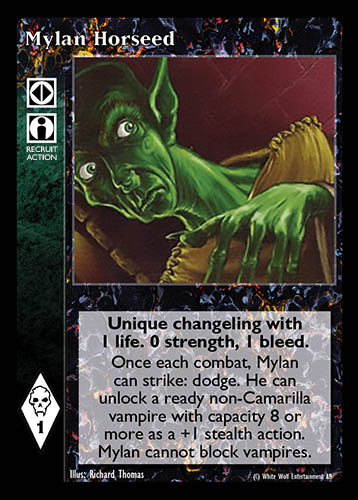 Mylan Horseed
RECRUIT
ACTION
Unique changeling with
1 life. 0 strength, 1 bleed.
Once each combat, Mylan
can strike: dodge. He can
unlock a ready non-Camarilla
vampire with capacity 8 or
more as a +1 stealth action.
Mylan cannot block vampires.
1
Illus: Richard Thomas
(C) White Wolf Entertainment AB